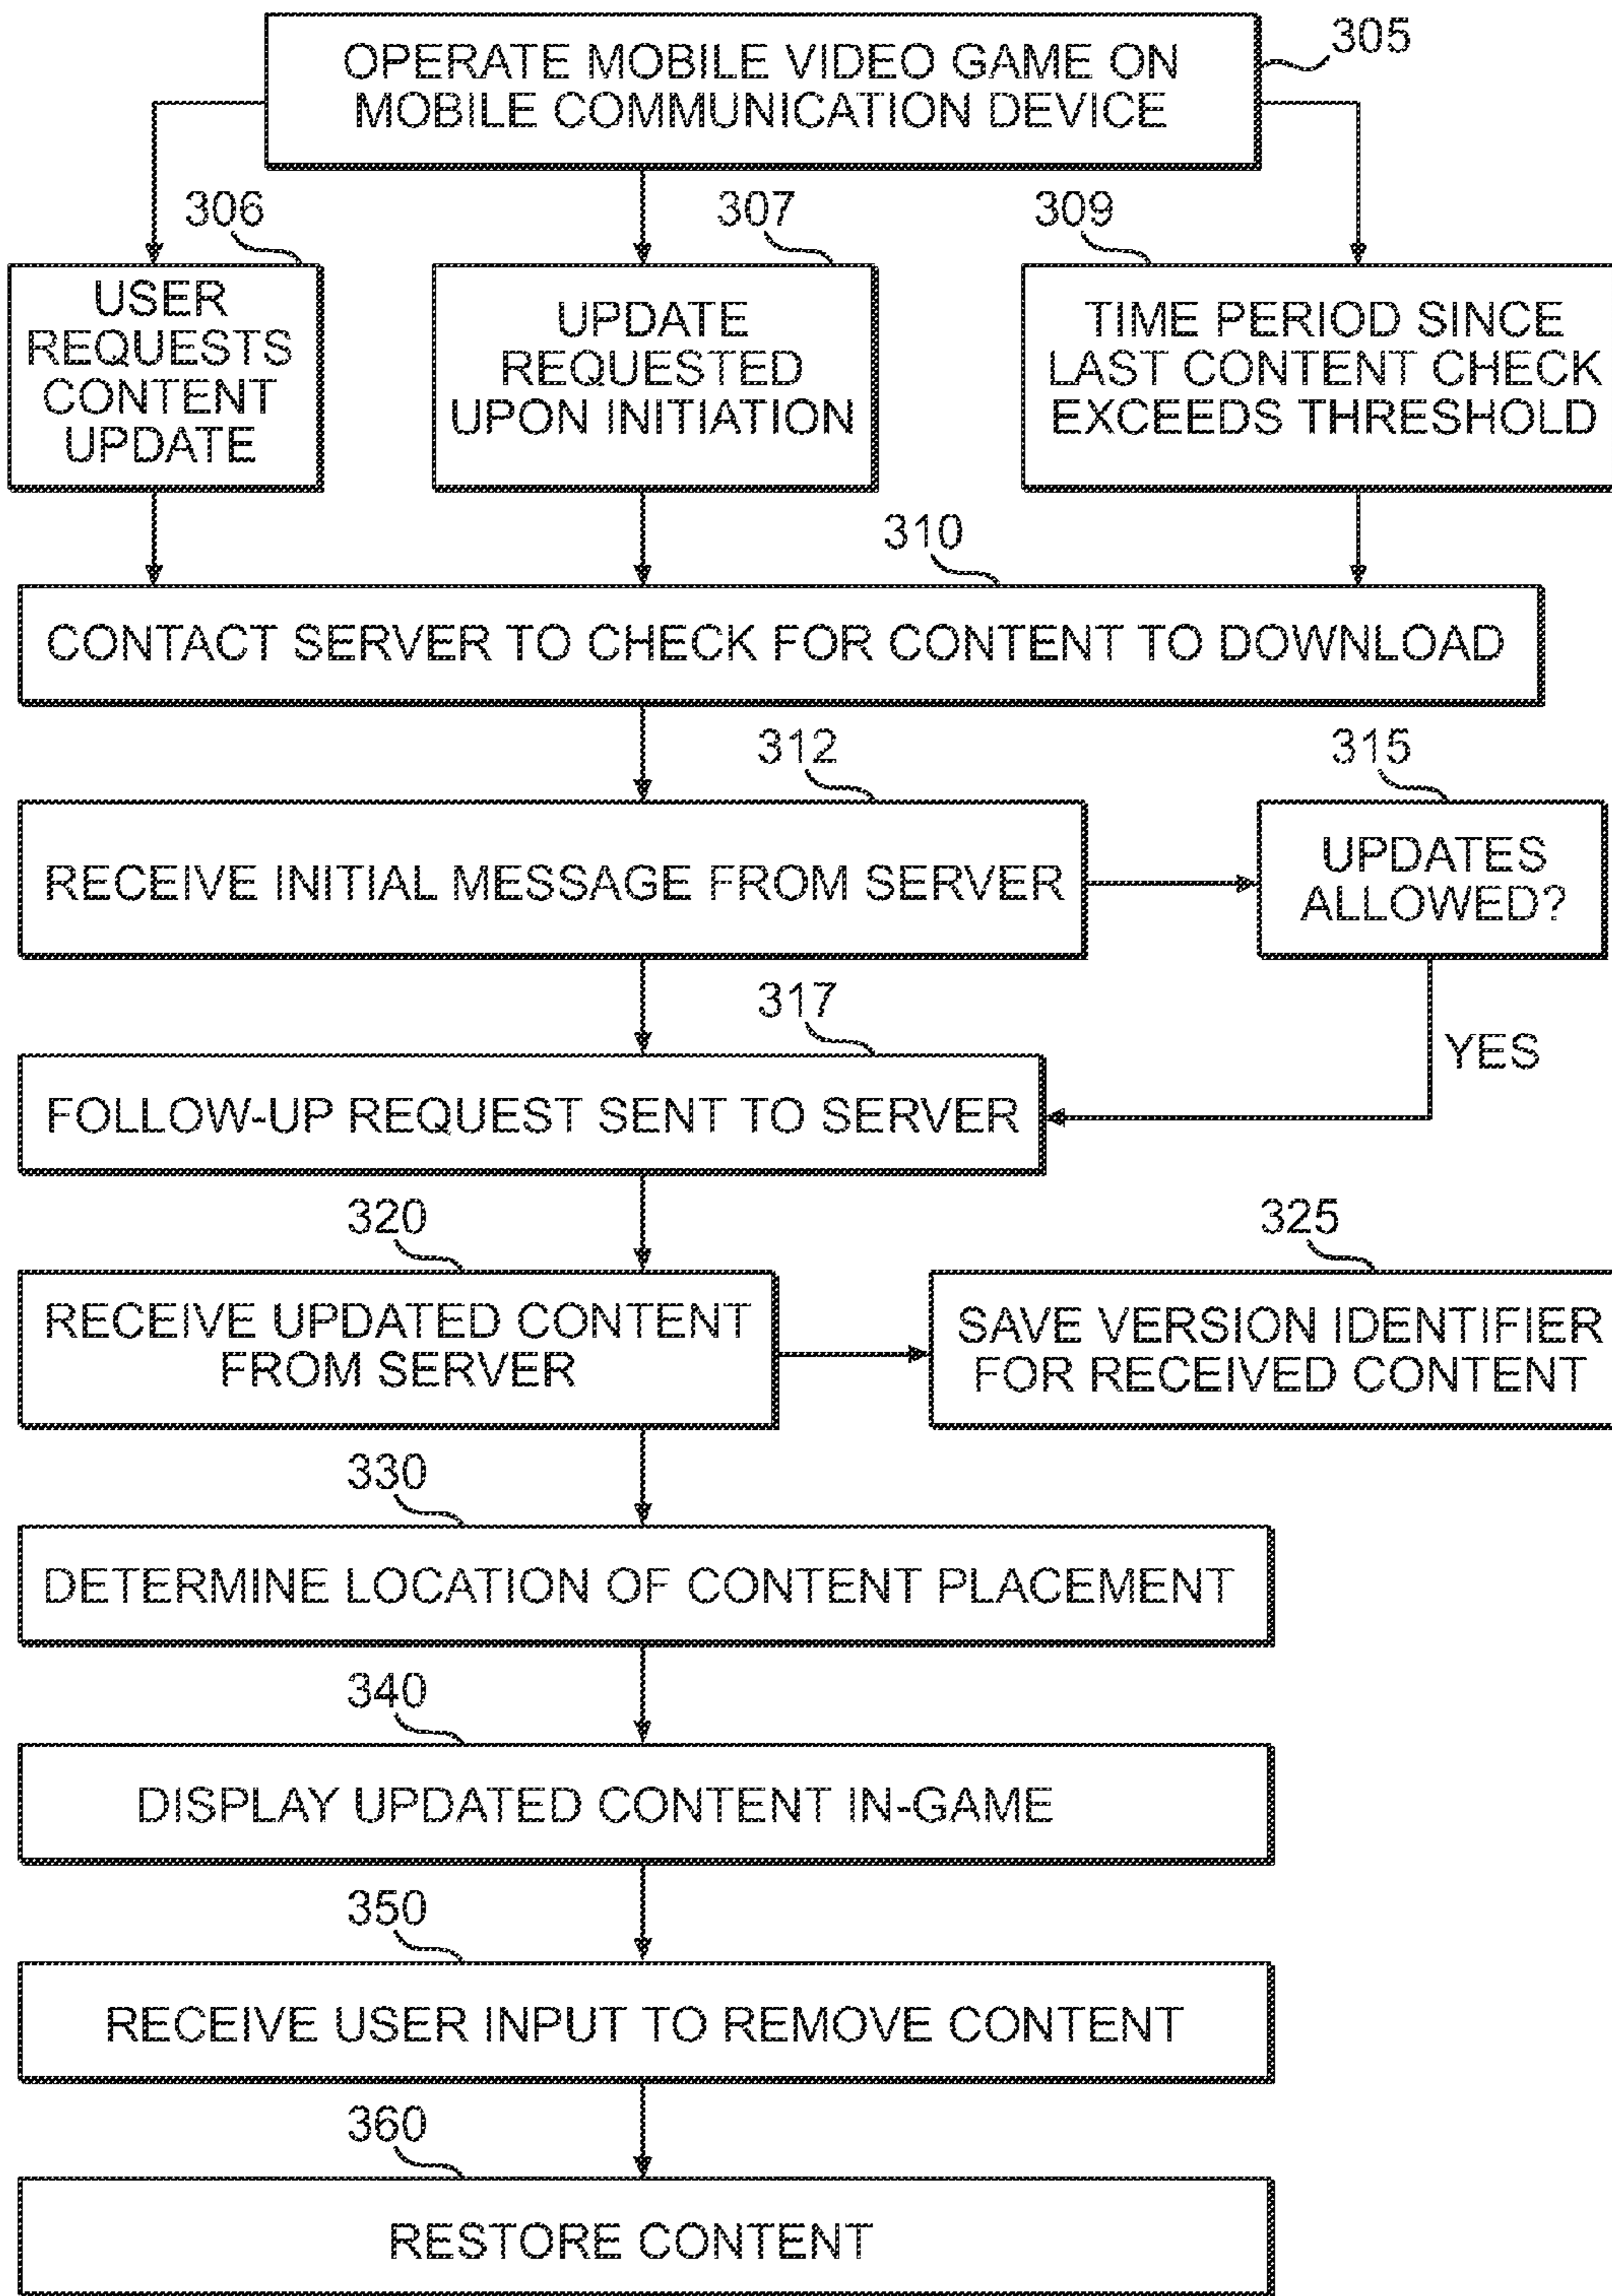 305
OPERATE MOBILE VIDEO GAME ON
MOBILE COMMUNICATION DEVICE
306
USER
REQUESTS
CONTENT
UPDATE
307
UPDATE
REQUESTED
UPON INITIATION
309
TIME PERIOD SINCE
LAST CONTENT CHECK
EXCEEDS THRESHOLD
310
CONTACT SERVER TO CHECK FOR CONTENT TO DOWNLOAD
312
RECEIVE INITIAL MESSAGE FROM SERVER
315
UPDATES
ALLOWED?
YES
317
FOLLOW-UP REQUEST SENT TO SERVER
320
RECEIVE UPDATED CONTENT
FROM SERVER
325
SAVE VERSION IDENTIFIER
FOR RECEIVED CONTENT
330
DETERMINE LOCATION OF CONTENT PLACEMENT
340
DISPLAY UPDATED CONTENT IN-GAME
350
RECEIVE USER INPUT TO REMOVE CONTENT
360
RESTORE CONTENT